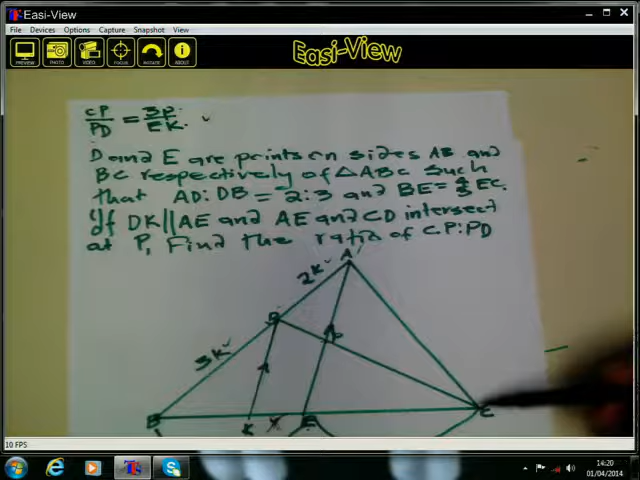 Easi-View
File Devices Options Capture Snapshot View
PREVIEW PHOTO VIDEO FOCUS ROTATE ABOUT
Easi-View
CP/PD = 3P/EK.
D and E are points on sides AB and
BC respectively of △ABC such
that AD:DB = 2:3 and BE = EC.
If DK∥AE and AE and CD intersect
at P, Find the ratio of CP:PD
A
2K
3K
P
B
K
x
E
C
10 FPS
14:20
01/04/2014